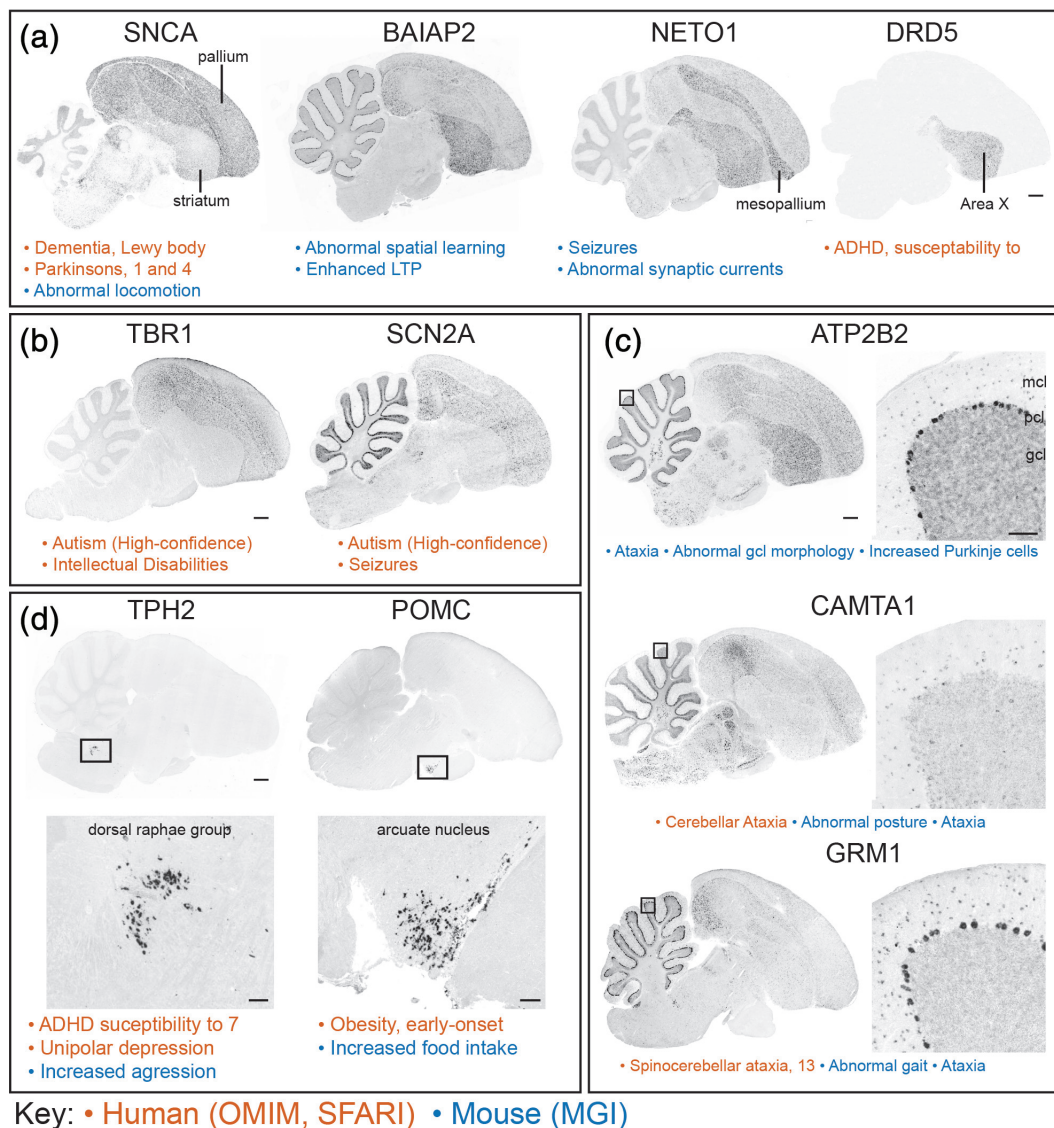 (a)
SNCA
BAIAP2
NETO1
DRD5
pallium
striatum
mesopallium
Area X
• Dementia, Lewy body
• Parkinsons, 1 and 4
• Abnormal locomotion
• Abnormal spatial learning
• Enhanced LTP
• Seizures
• Abnormal synaptic currents
• ADHD, susceptability to
(b)
TBR1
SCN2A
• Autism (High-confidence)
• Intellectual Disabilities
• Autism (High-confidence)
• Seizures
(c)
ATP2B2
mcl
pcl
gcl
• Ataxia • Abnormal gcl morphology • Increased Purkinje cells
CAMTA1
• Cerebellar Ataxia • Abnormal posture • Ataxia
GRM1
• Spinocerebellar ataxia, 13 • Abnormal gait • Ataxia
(d)
TPH2
POMC
dorsal raphae group
arcuate nucleus
• ADHD suceptibility to 7
• Unipolar depression
• Increased agression
• Obesity, early-onset
• Increased food intake
Key: • Human (OMIM, SFARI) • Mouse (MGI)